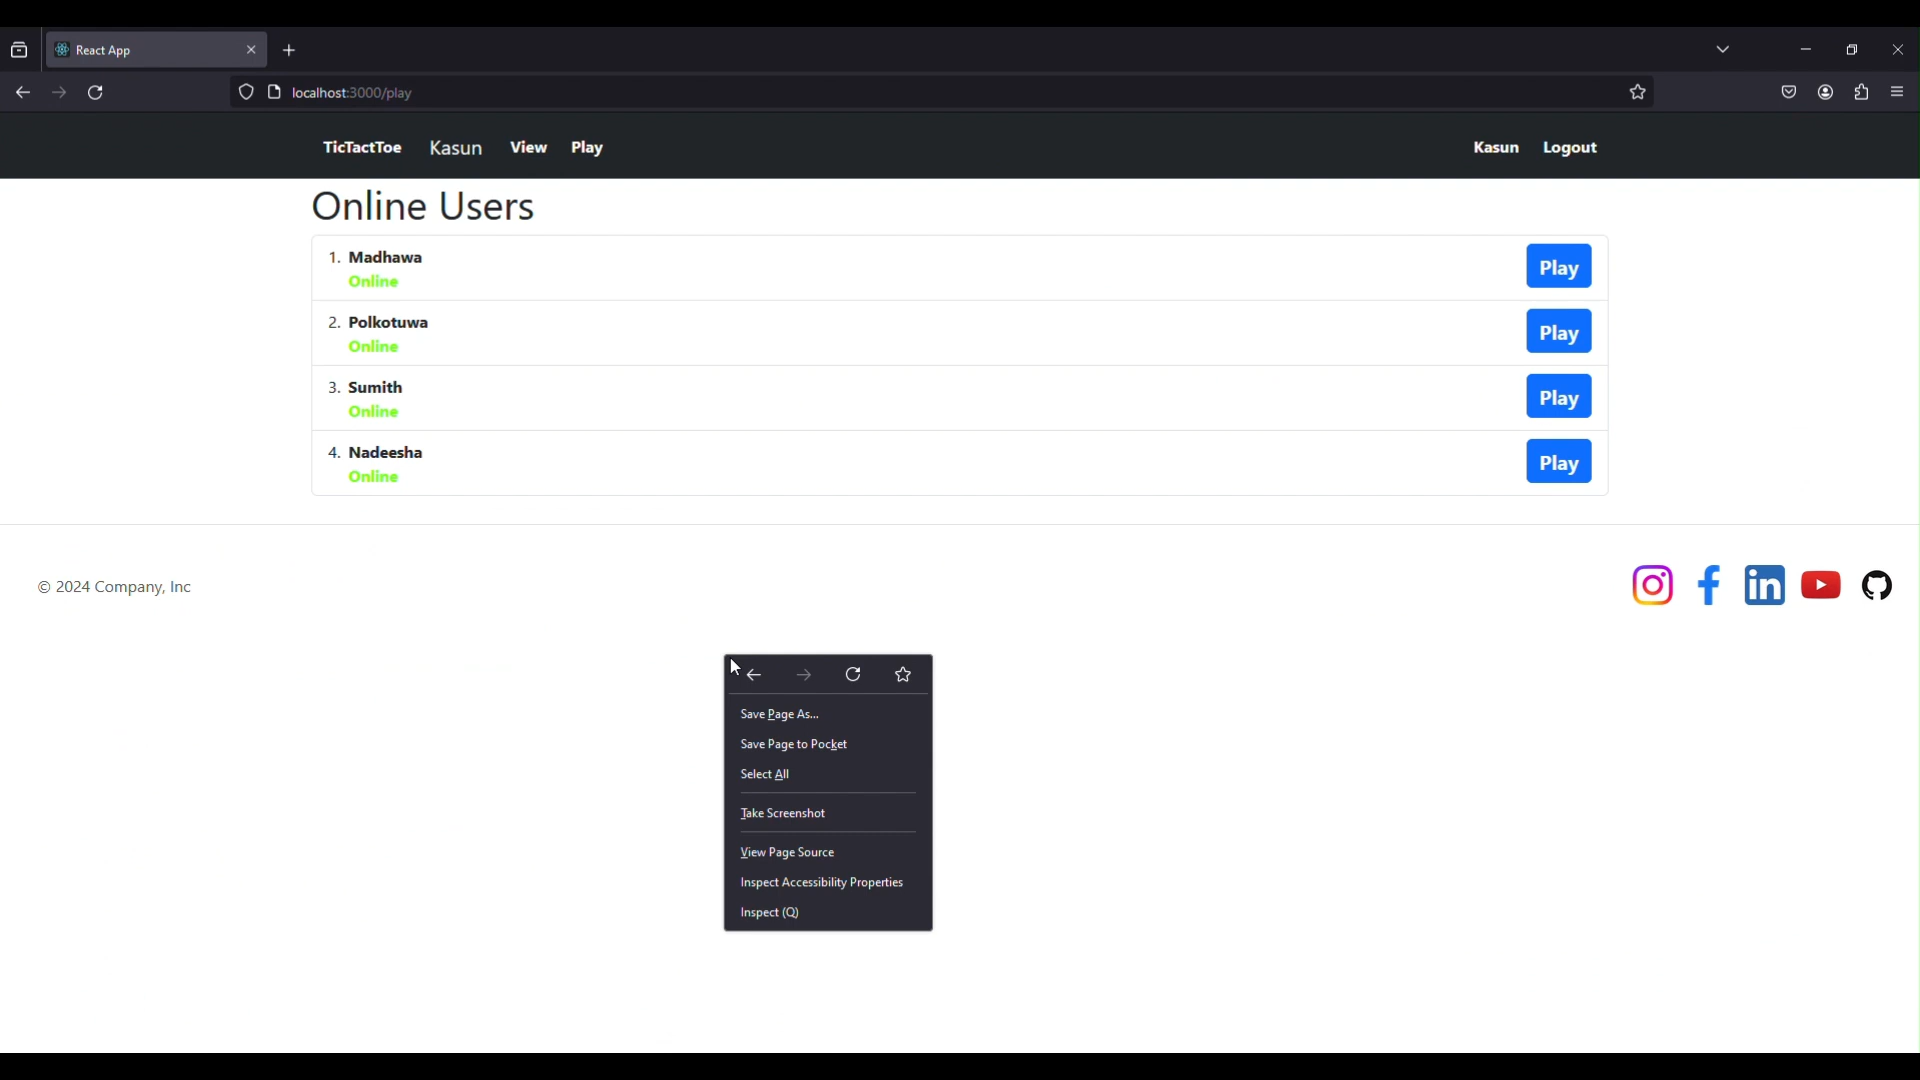 React App
localhost:3000/play
TicTactToe Kasun View Play Kasun Logout
Online Users
1. Madhawa
Online
Play
2. Polkotuwa
Online
Play
3. Sumith
Online
Play
4. Nadeesha
Online
Play
© 2024 Company, Inc
Save Page As...
Save Page to Pocket
Select All
Take Screenshot
View Page Source
Inspect Accessibility Properties
Inspect (Q)